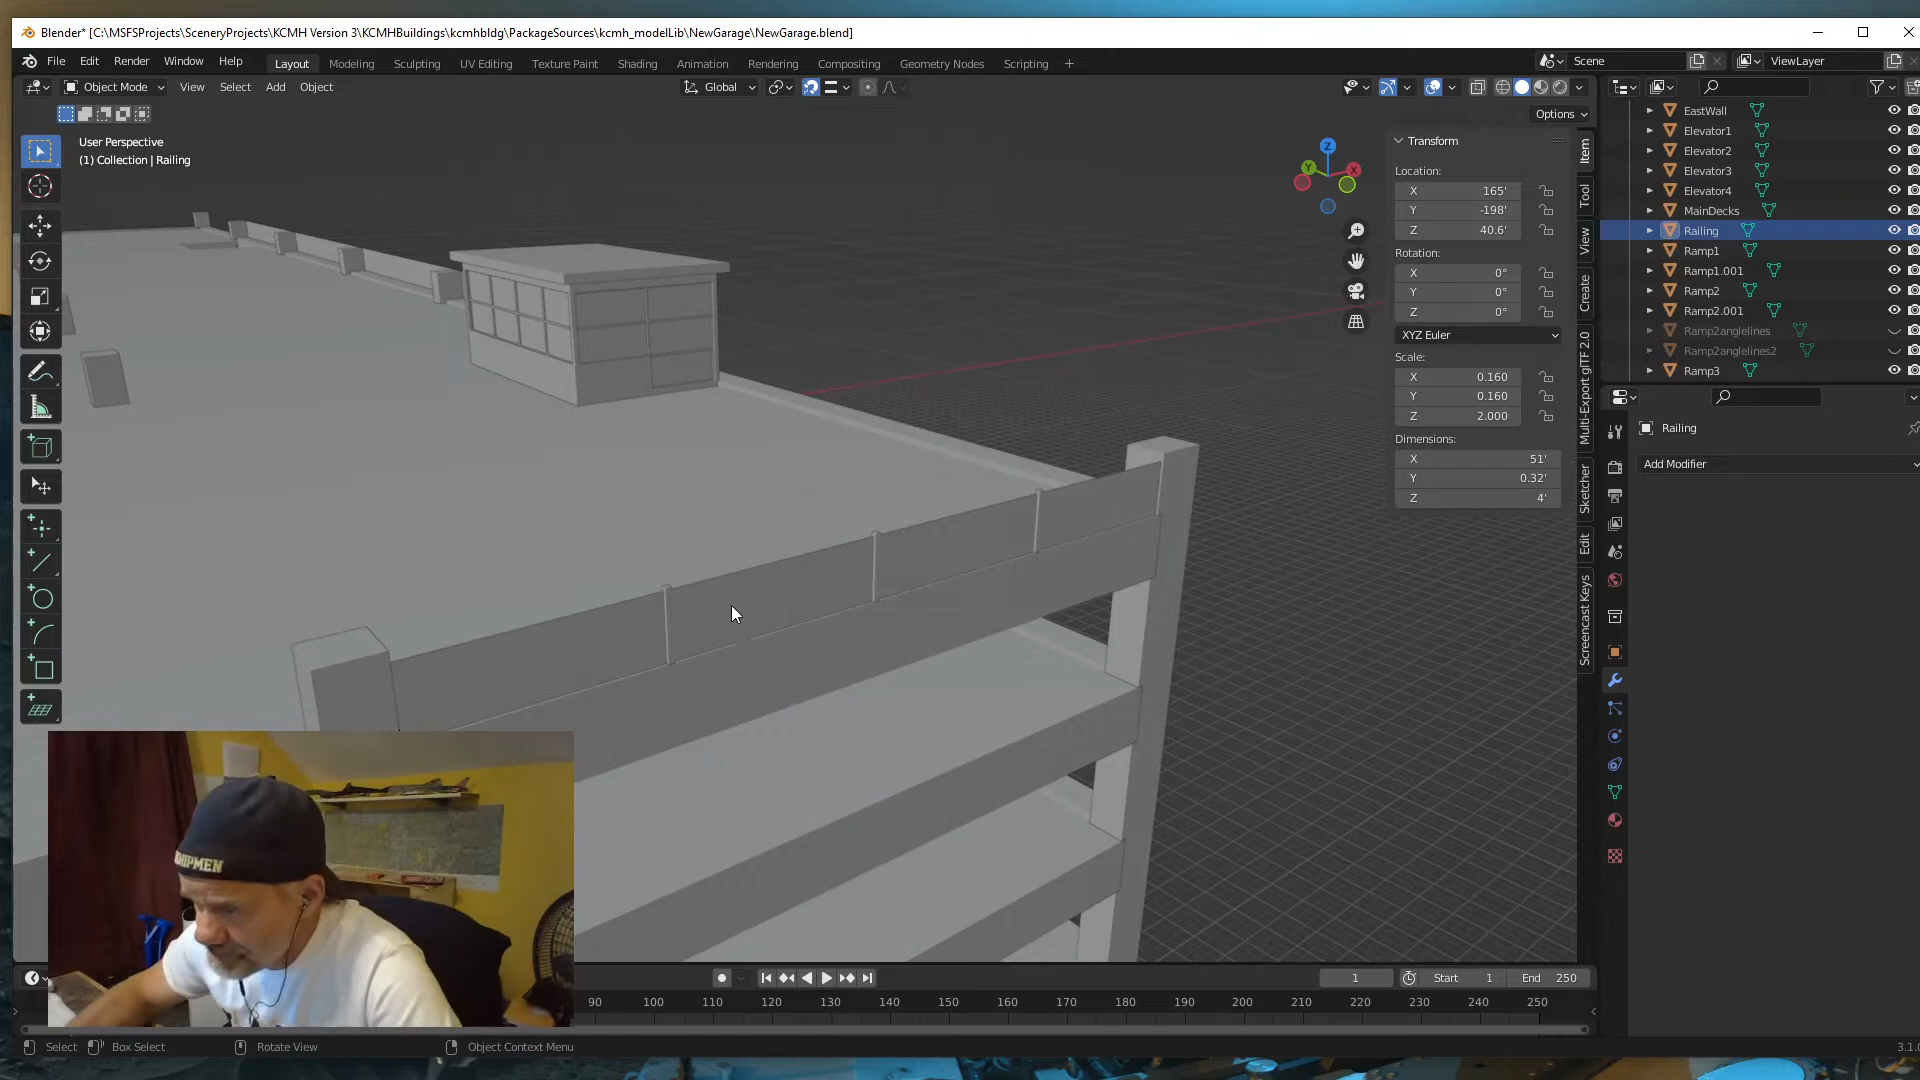 Blender* [C:\MSFSProjects\SceneryProjects\KCMH Version 3\KCMHBuildings\kcmhbldg\PackageSources\kcmh_modelLib\NewGarage\NewGarage.blend]
File Edit Render Window Help Layout Modeling Sculpting UV Editing Texture Paint Shading Animation Rendering Compositing Geometry Nodes Scripting + Scene ViewLayer
Object Mode View Select Add Object Global
Options
User Perspective
(1) Collection | Railing
Transform
Location:
X 165'
Y -198'
Z 40.6'
Rotation:
X 0°
Y 0°
Z 0°
XYZ Euler
Scale:
X 0.160
Y 0.160
Z 2.000
Dimensions:
X 51'
Y 0.32'
Z 4'
Item
Tool
View
Create
Multi-Export glTF 2.0
Sketcher
Edit
Screencast Keys
Z
Y
X
EastWall
Elevator1
Elevator2
Elevator3
Elevator4
MainDecks
Railing
Ramp1
Ramp1.001
Ramp2
Ramp2.001
Ramp2anglelines
Ramp2anglelines2
Ramp3
Railing
Add Modifier
1 Start 1 End 250
90 100 110 120 130 140 150 160 170 180 190 200 210 220 230 240 250
Select Box Select Rotate View Object Context Menu